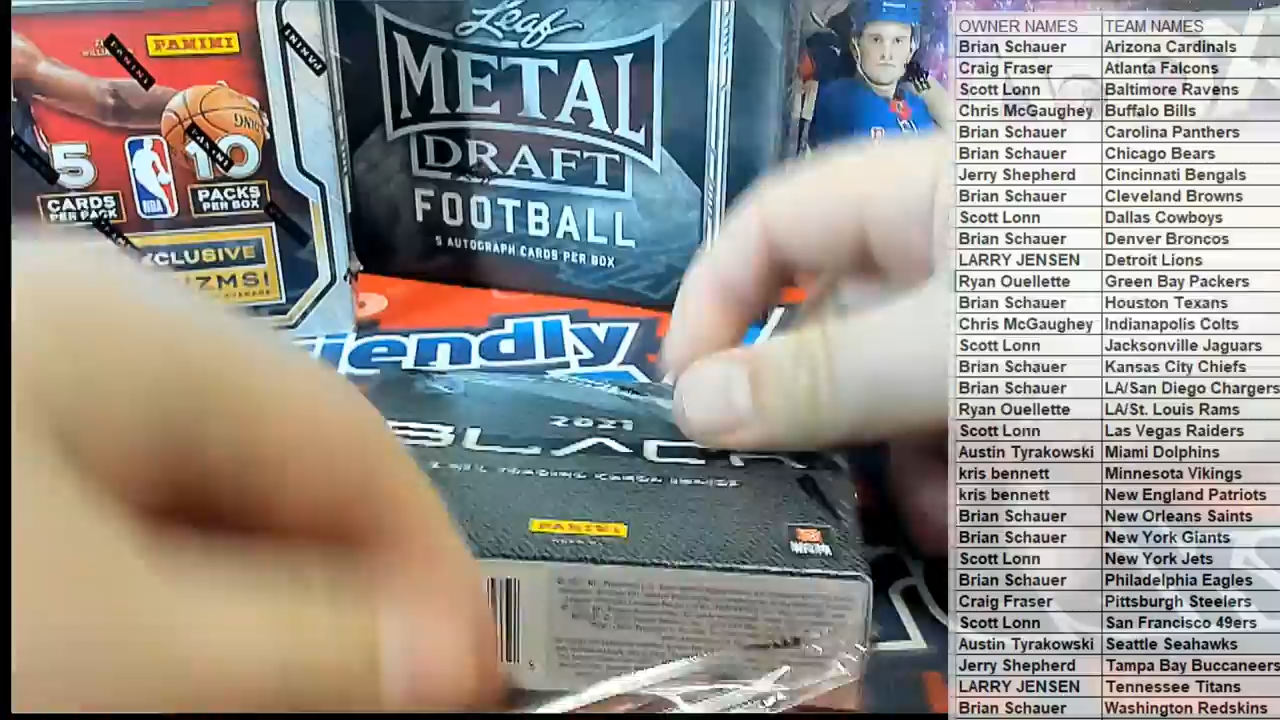 PANINI
PANINI
PANINI
UNIG
5
CARDS
PER PACK
NBA
10
PACKS
PER BOX
Leaf
METAL
DRAFT
FOOTBALL
5 AUTOGRAPH CARDS PER BOX
2021
BLACK
PANINI
OWNER NAMES TEAM NAMES
Brian Schauer Arizona Cardinals
Craig Fraser Atlanta Falcons
Scott Lonn Baltimore Ravens
Chris McGaughey Buffalo Bills
Brian Schauer Carolina Panthers
Brian Schauer Chicago Bears
Jerry Shepherd Cincinnati Bengals
Brian Schauer Cleveland Browns
Scott Lonn Dallas Cowboys
Brian Schauer Denver Broncos
LARRY JENSEN Detroit Lions
Ryan Ouellette Green Bay Packers
Brian Schauer Houston Texans
Chris McGaughey Indianapolis Colts
Scott Lonn Jacksonville Jaguars
Brian Schauer Kansas City Chiefs
Brian Schauer LA/San Diego Chargers
Ryan Ouellette LA/St. Louis Rams
Scott Lonn Las Vegas Raiders
Austin Tyrakowski Miami Dolphins
kris bennett Minnesota Vikings
kris bennett New England Patriots
Brian Schauer New Orleans Saints
Brian Schauer New York Giants
Scott Lonn New York Jets
Brian Schauer Philadelphia Eagles
Craig Fraser Pittsburgh Steelers
Scott Lonn San Francisco 49ers
Austin Tyrakowski Seattle Seahawks
Jerry Shepherd Tampa Bay Buccaneers
LARRY JENSEN Tennessee Titans
Brian Schauer Washington Redskins